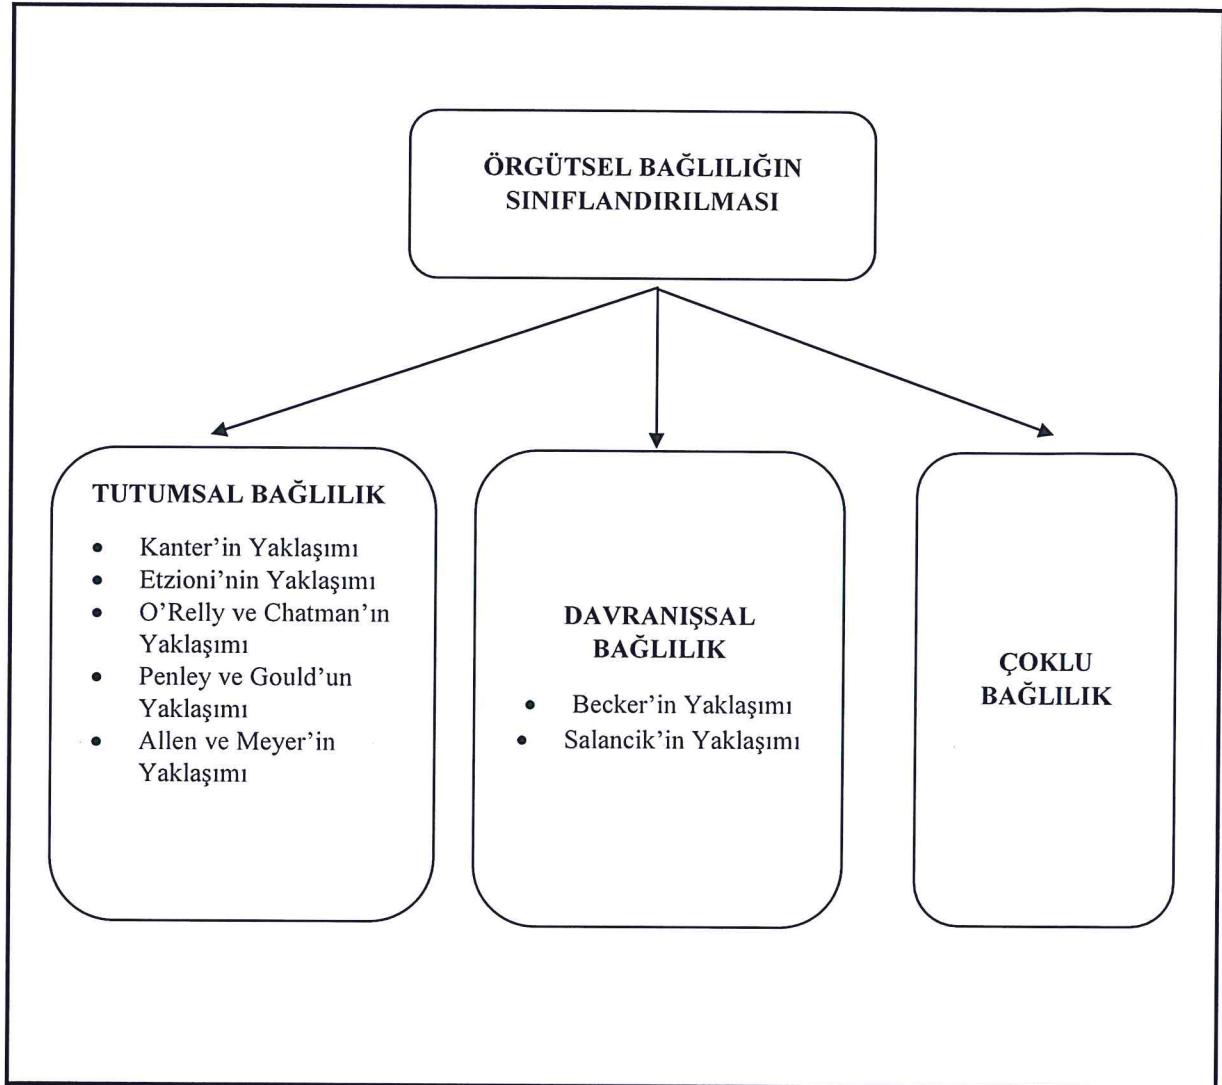 ÖRGÜTSEL BAĞLILIĞIN
SINIFLANDIRILMASI
TUTUMSAL BAĞLILIK
• Kanter’in Yaklaşımı
• Etzioni’nin Yaklaşımı
• O’Relly ve Chatman’ın
Yaklaşımı
• Penley ve Gould’un
Yaklaşımı
• Allen ve Meyer’in
Yaklaşımı
DAVRANIŞSAL
BAĞLILIK
• Becker’in Yaklaşımı
• Salancik’in Yaklaşımı
ÇOKLU
BAĞLILIK